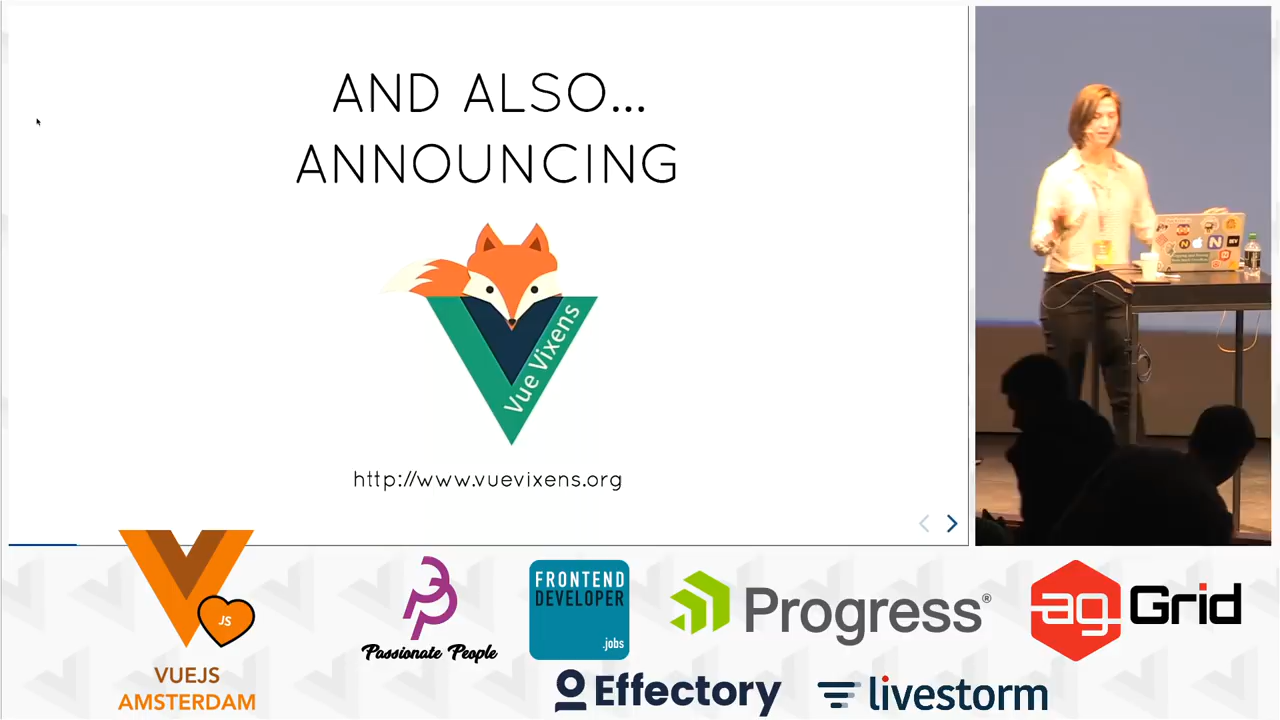 AND ALSO...
ANNOUNCING
Vue Vixens
http://www.vuevixens.org
JS
VUEJS
AMSTERDAM
Passionate People
FRONTEND
DEVELOPER
.jobs
Progress®
ag Grid
Effectory
livestorm